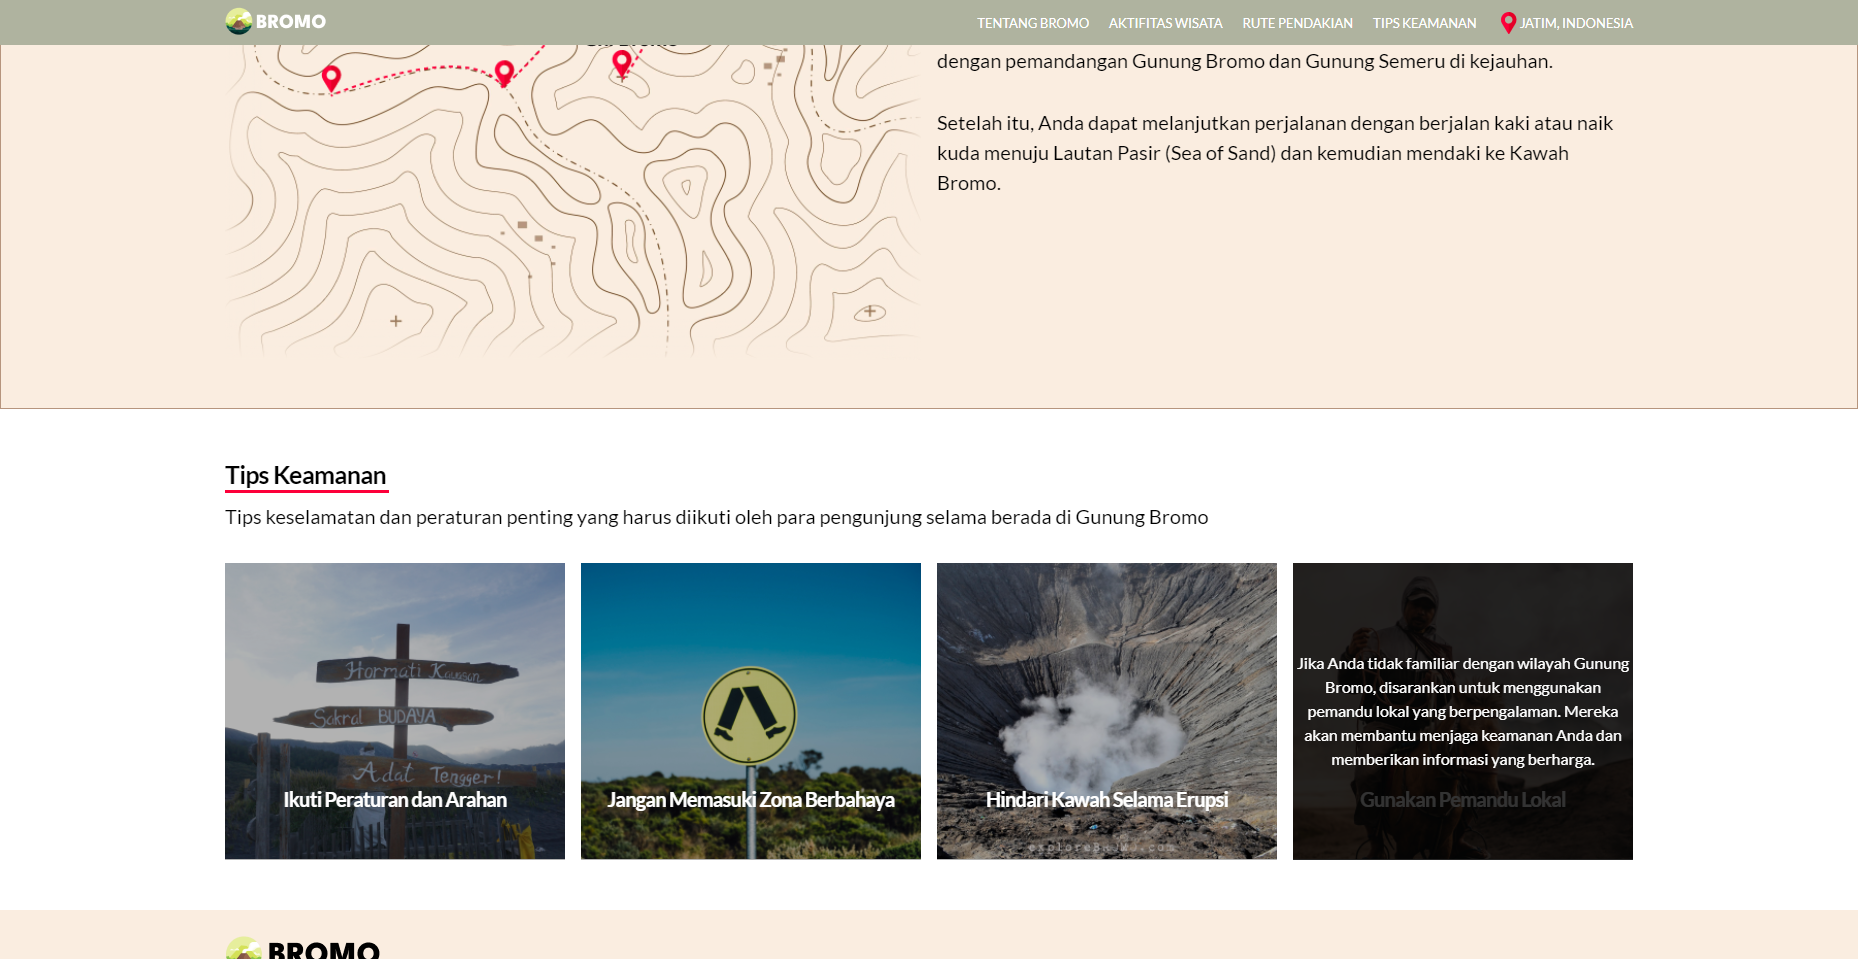 BROMO
TENTANG BROMO
AKTIFITAS WISATA
RUTE PENDAKIAN
TIPS KEAMANAN
JATIM, INDONESIA
dengan pemandangan Gunung Bromo dan Gunung Semeru di kejauhan.
Setelah itu, Anda dapat melanjutkan perjalanan dengan berjalan kaki atau naik
kuda menuju Lautan Pasir (Sea of Sand) dan kemudian mendaki ke Kawah
Bromo.
Tips Keamanan
Tips keselamatan dan peraturan penting yang harus diikuti oleh para pengunjung selama berada di Gunung Bromo
Hormati Kawasan
Sakral BUDAYA
Adat Tengger!
Ikuti Peraturan dan Arahan
Jangan Memasuki Zona Berbahaya
Hindari Kawah Selama Erupsi
Jika Anda tidak familiar dengan wilayah Gunung
Bromo, disarankan untuk menggunakan
pemandu lokal yang berpengalaman. Mereka
akan membantu menjaga keamanan Anda dan
memberikan informasi yang berharga.
Gunakan Pemandu Lokal
BROMO